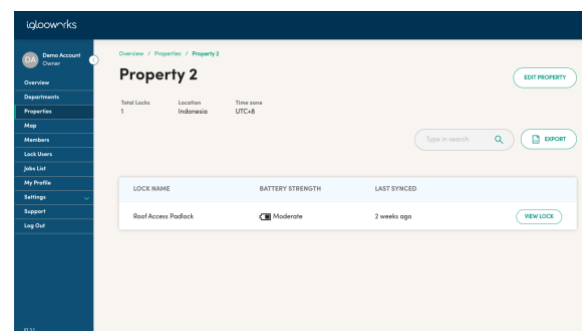 iglooworks
DA
Demo Account
Owner
Overview
Departments
Properties
Map
Members
Lock Users
Jobs List
My Profile
Settings
Support
Log Out
Overview / Properties / Property 2
Property 2
EDIT PROPERTY
Total Locks Location Time zone
1 Indonesia UTC+8
Type in search
EXPORT
LOCK NAME BATTERY STRENGTH LAST SYNCED
Roof Access Padlock Moderate 2 weeks ago VIEW LOCK